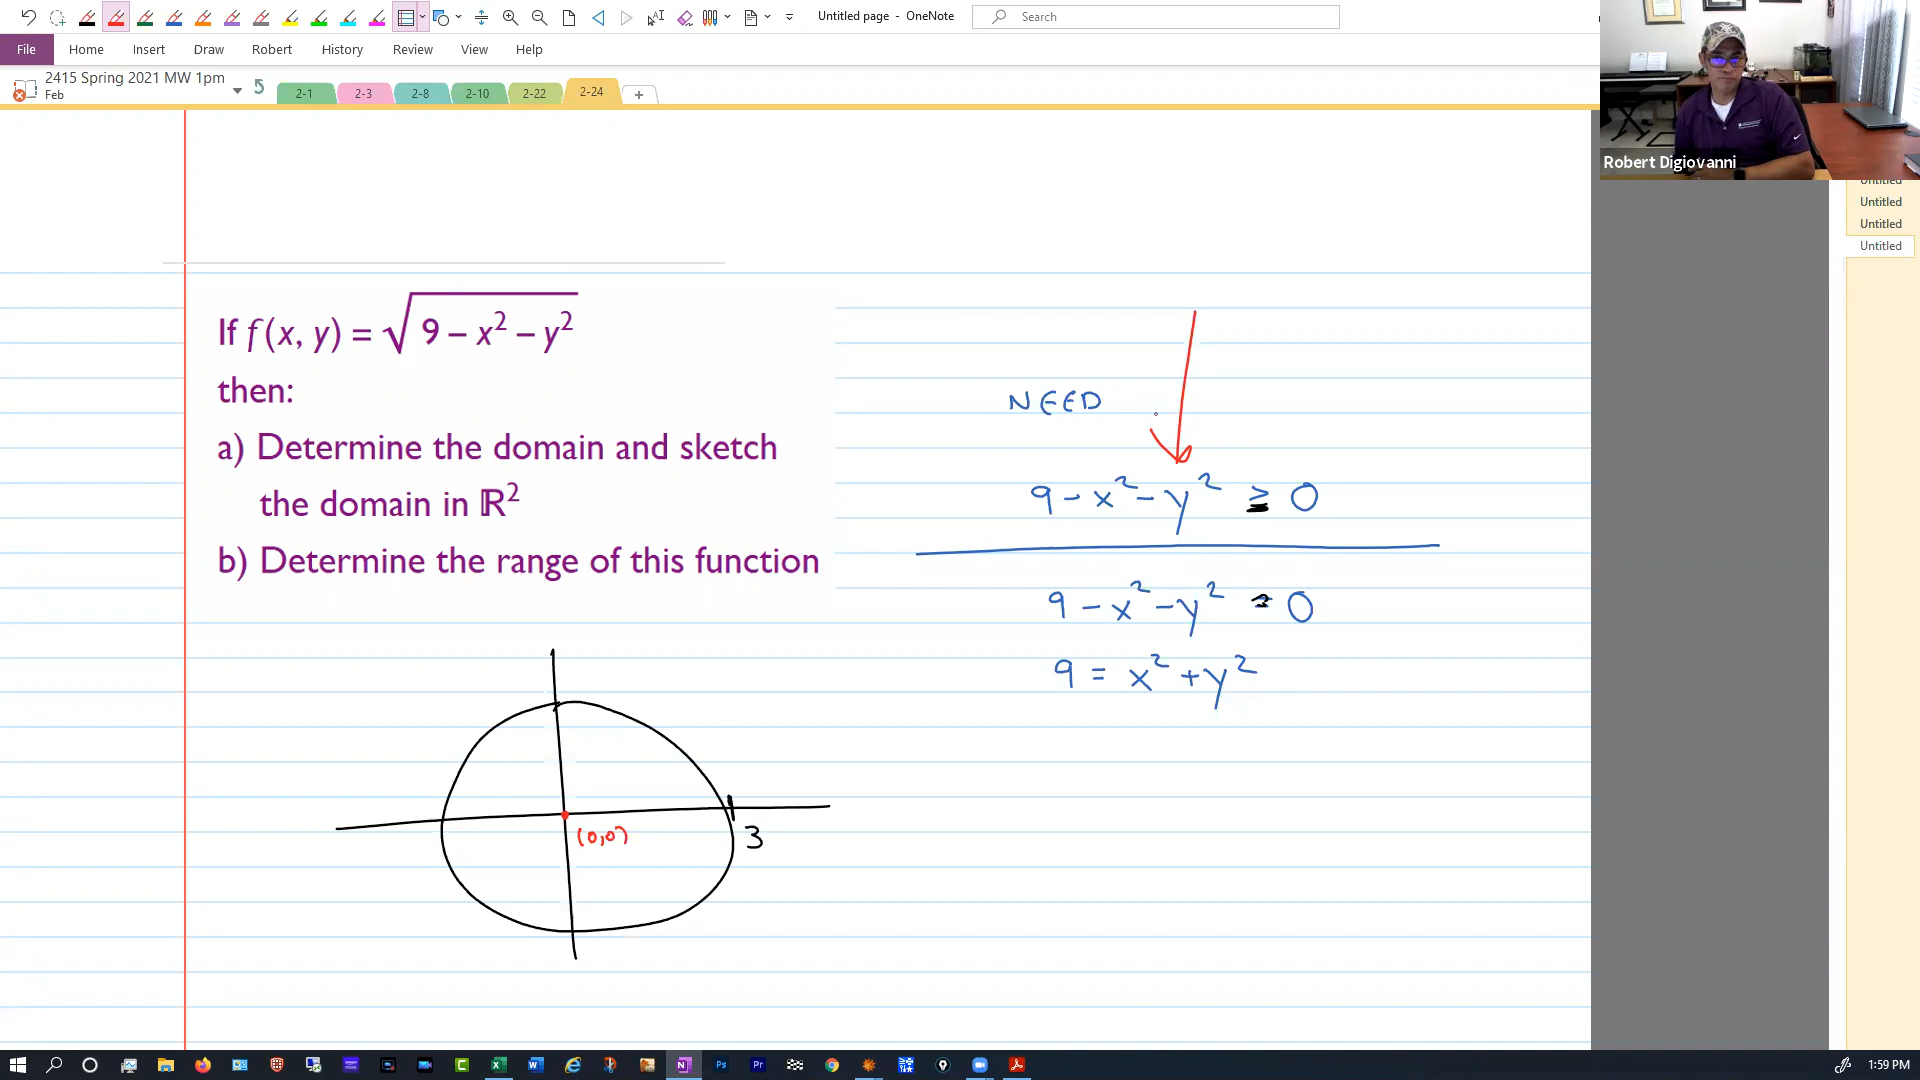 Untitled page - OneNote
Search
File Home Insert Draw Robert History Review View Help
2415 Spring 2021 MW 1pm
Feb
2-1 2-3 2-8 2-10 2-22 2-24 +
Robert Digiovanni
Untitled
Untitled
Untitled
Untitled
If f(x, y) = √(9 – x² – y²)
then:
a) Determine the domain and sketch
the domain in ℝ²
b) Determine the range of this function
NEED
9 - x² - y² ≥ 0
9 - x² - y² = 0
9 = x² + y²
(0,0)
3
1:59 PM